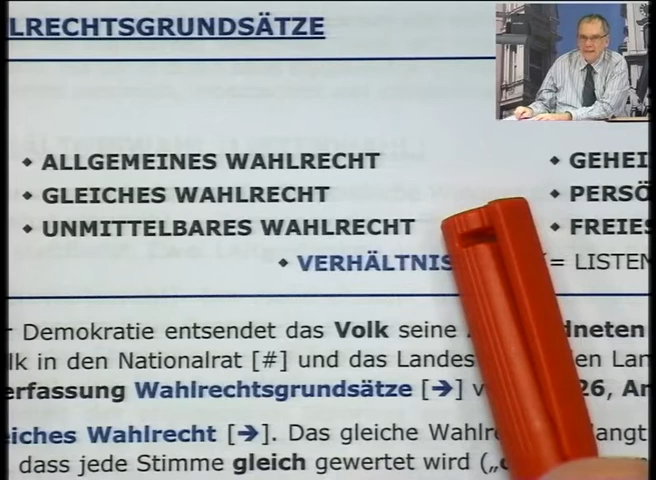 LRECHTSGRUNDSÄTZE
ALLGEMEINES WAHLRECHT
GEHEI
GLEICHES WAHLRECHT
PERSÖ
UNMITTELBARES WAHLRECHT
FREIES
VERHÄLTNIS = LISTEN
Demokratie entsendet das Volk seine dneten
lk in den Nationalrat [#] und das Landes en Lan
erfassung Wahlrechtsgrundsätze [➔] v 26, Ar
eiches Wahlrecht [➔]. Das gleiche Wahlre langt
dass jede Stimme gleich gewertet wird („